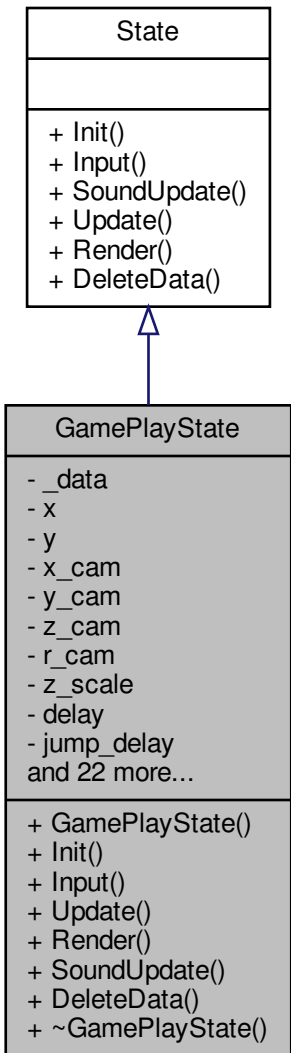 State
+ Init()
+ Input()
+ SoundUpdate()
+ Update()
+ Render()
+ DeleteData()
GamePlayState
- _data
- x
- y
- x_cam
- y_cam
- z_cam
- r_cam
- z_scale
- delay
- jump_delay
and 22 more...
+ GamePlayState()
+ Init()
+ Input()
+ Update()
+ Render()
+ SoundUpdate()
+ DeleteData()
+ ~GamePlayState()